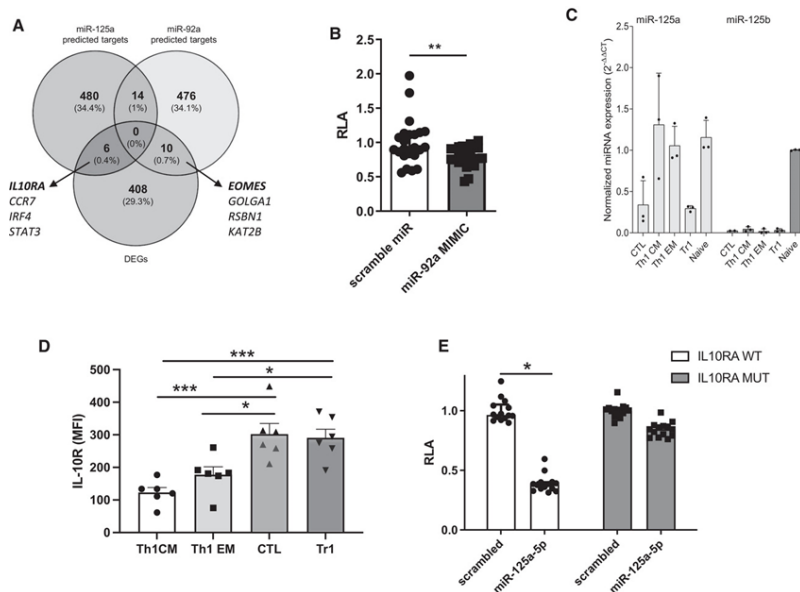 A
miR-125a
predicted targets
miR-92a
predicted targets
480
(34.4%)
14
(1%)
476
(34.1%)
0
(0%)
6
(0.4%)
10
(0.7%)
408
(29.3%)
IL10RA
CCR7
IRF4
STAT3
EOMES
GOLGA1
RSBN1
KAT2B
DEGs
B
RLA
2.5
2.0
1.5
1.0
0.5
0.0
**
scramble miR
miR-92a MIMIC
C
miR-125a
miR-125b
Normalized miRNA expression (2^-ΔΔCT)
2.5
2.0
1.5
1.0
0.5
0.0
CTL
Th1 CM
Th1 EM
Tr1
Naive
CTL
Th1 CM
Th1 EM
Tr1
Naive
D
IL-10R (MFI)
500
400
300
200
100
0
***
*
***
*
Th1CM
Th1 EM
CTL
Tr1
E
IL10RA WT
IL10RA MUT
RLA
1.0
0.5
0.0
*
scrambled
miR-125a-5p
scrambled
miR-125a-5p